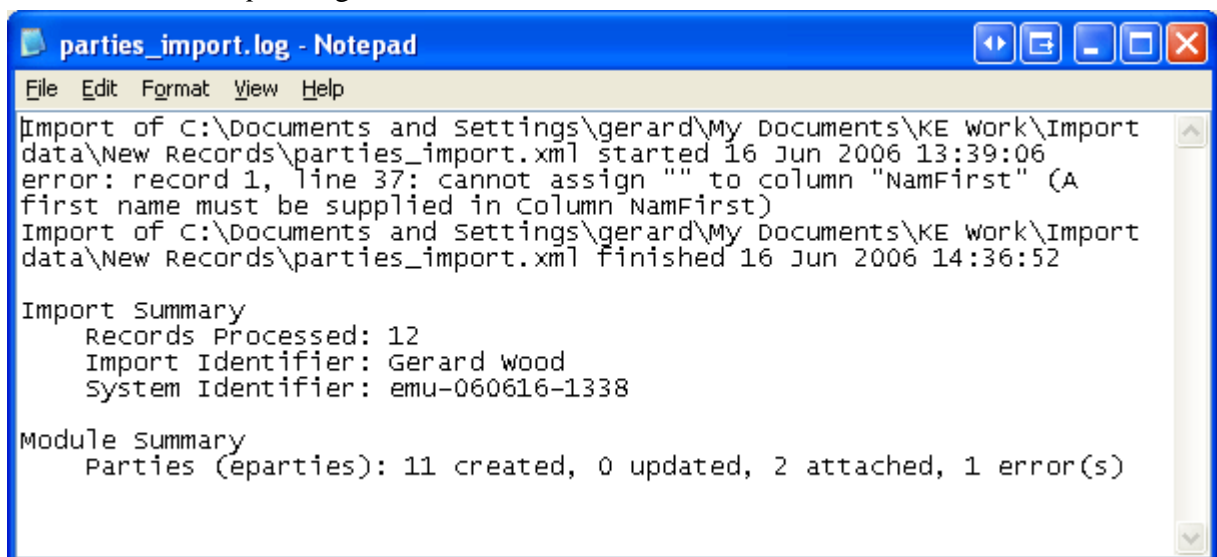 parties_import.log - Notepad
File Edit Format View Help
Import of C:\Documents and Settings\gerard\My Documents\KE Work\Import
data\New Records\parties_import.xml started 16 Jun 2006 13:39:06
error: record 1, line 37: cannot assign "" to column "NamFirst" (A
first name must be supplied in Column NamFirst)
Import of C:\Documents and Settings\gerard\My Documents\KE Work\Import
data\New Records\parties_import.xml finished 16 Jun 2006 14:36:52
Import Summary
Records Processed: 12
Import Identifier: Gerard Wood
System Identifier: emu-060616-1338
Module Summary
Parties (eparties): 11 created, 0 updated, 2 attached, 1 error(s)